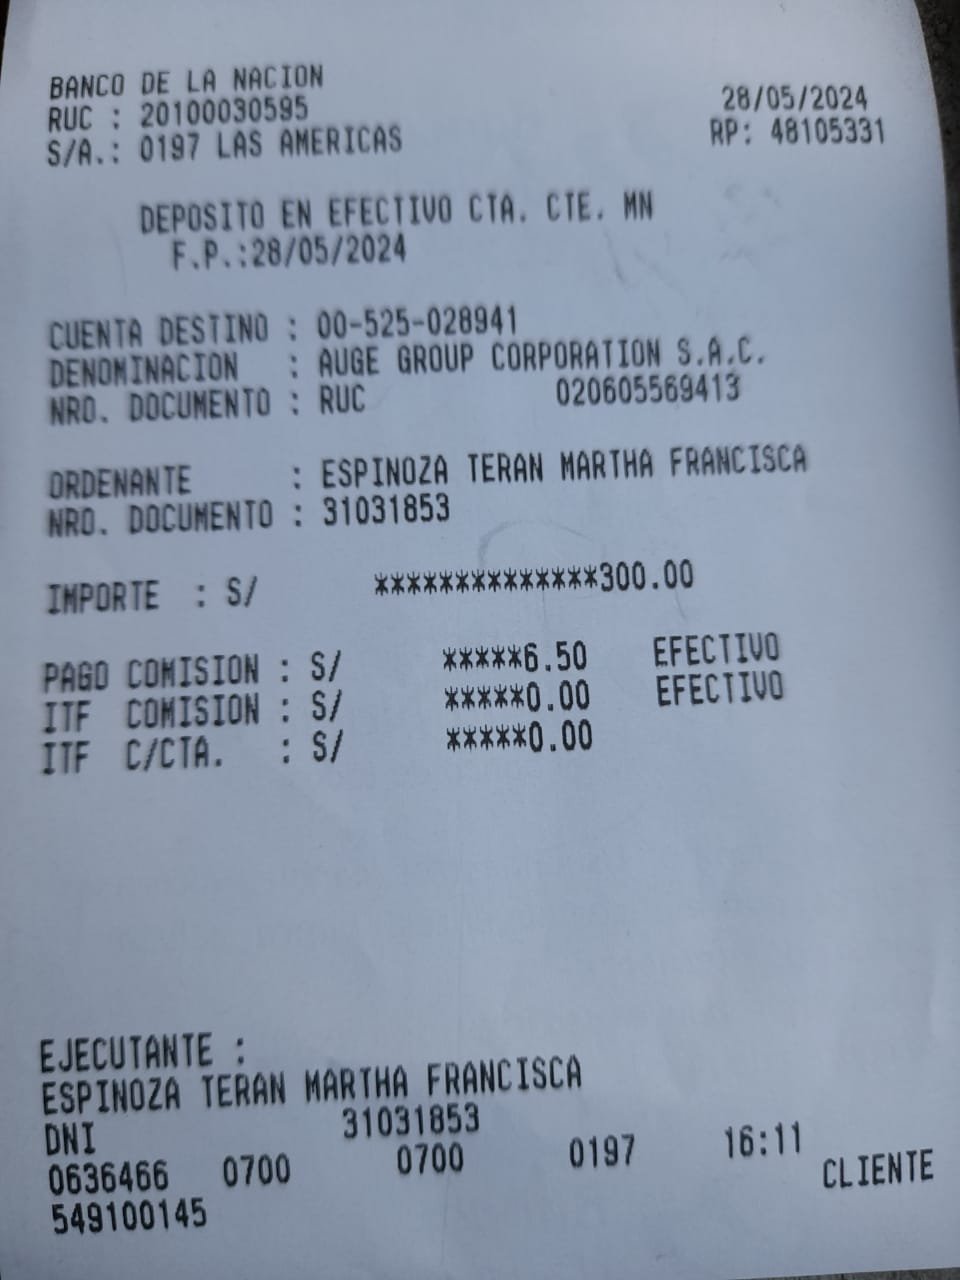 BANCO DE LA NACION
RUC : 20100030595 28/05/2024
S/A.: 0197 LAS AMERICAS RP: 48105331
DEPOSITO EN EFECTIVO CTA. CTE. MN
F.P.:28/05/2024
CUENTA DESTINO : 00-525-028941
DENOMINACION : AUGE GROUP CORPORATION S.A.C.
NRO. DOCUMENTO : RUC 020605569413
ORDENANTE : ESPINOZA TERAN MARTHA FRANCISCA
NRO. DOCUMENTO : 31031853
IMPORTE : S/ **************300.00
PAGO COMISION : S/ *****6.50 EFECTIVO
ITF COMISION : S/ *****0.00 EFECTIVO
ITF C/CTA. : S/ *****0.00
EJECUTANTE :
ESPINOZA TERAN MARTHA FRANCISCA
DNI 31031853
0636466 0700 0700 0197 16:11
549100145 CLIENTE